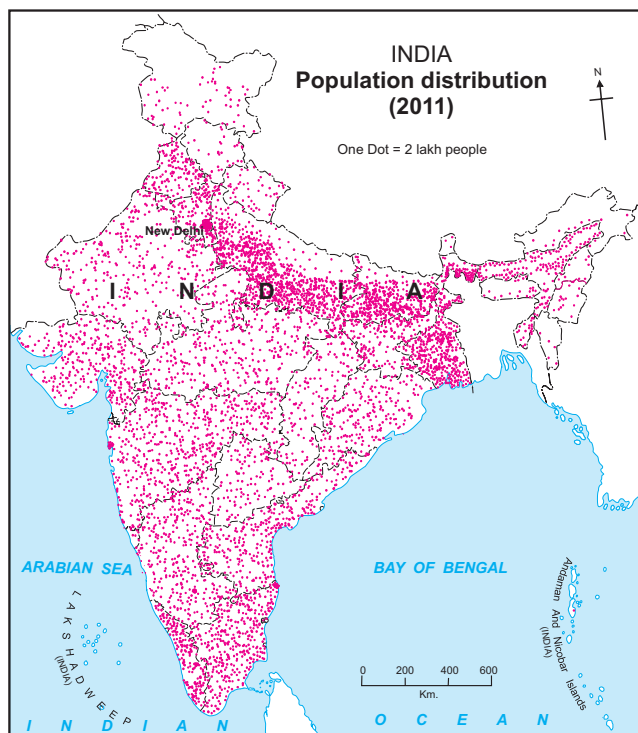 INDIA
Population distribution
(2011)
N
One Dot = 2 lakh people
New Delhi
I N D I A
ARABIAN SEA
BAY OF BENGAL
LAKSHADWEEP
(INDIA)
Andaman And Nicobar Islands
(INDIA)
0 200 400 600
Km.
I N D I A N O C E A N